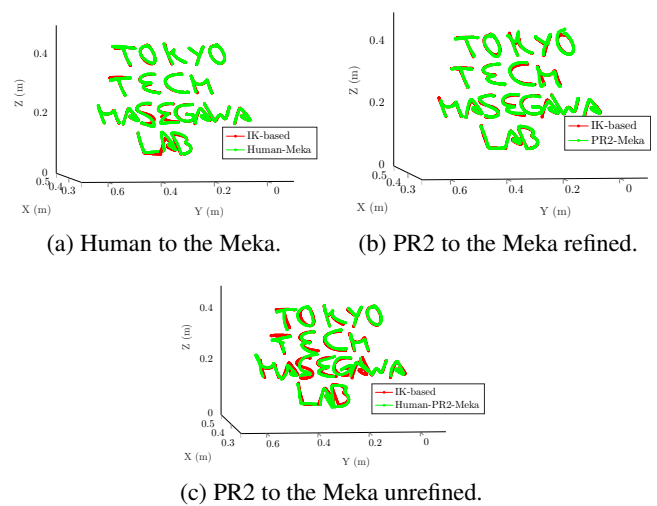 0.4
0.2
0
Z (m)
TOKYO
TECH
HASEGAWA
LAB
IK-based
Human-Meka
0.5
0.4
0.3
X (m)
0.6
0.4
0.2
0
Y (m)
(a) Human to the Meka.
0.4
0.2
0
Z (m)
TOKYO
TECH
HASEGAWA
LAB
IK-based
PR2-Meka
0.5
0.4
0.3
X (m)
0.6
0.4
0.2
0
Y (m)
(b) PR2 to the Meka refined.
0.4
0.2
0
Z (m)
TOKYO
TECH
HASEGAWA
LAB
IK-based
Human-PR2-Meka
0.5
0.4
0.3
X (m)
0.6
0.4
0.2
0
Y (m)
(c) PR2 to the Meka unrefined.